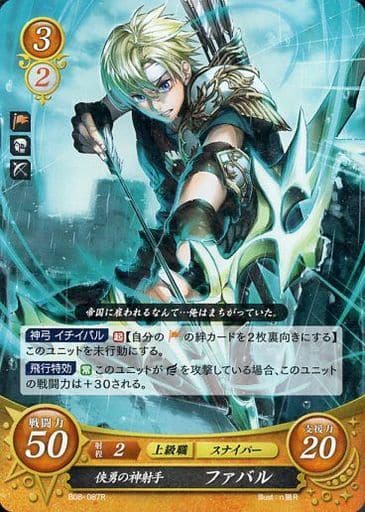 3
2
帝国に雇われるなんて…俺はまちがっていた。
神弓 イチイバル 起【自分の の絆カードを2枚裏向きにする】
このユニットを未行動にする。
飛行特効 常 このユニットが を攻撃している場合、このユニット
の戦闘力は+30される。
戦闘力
50
射程 2
上級職
スナイパー
支援力
20
侠勇の神射手 ファバル
B08-087R
Illust:n猫R